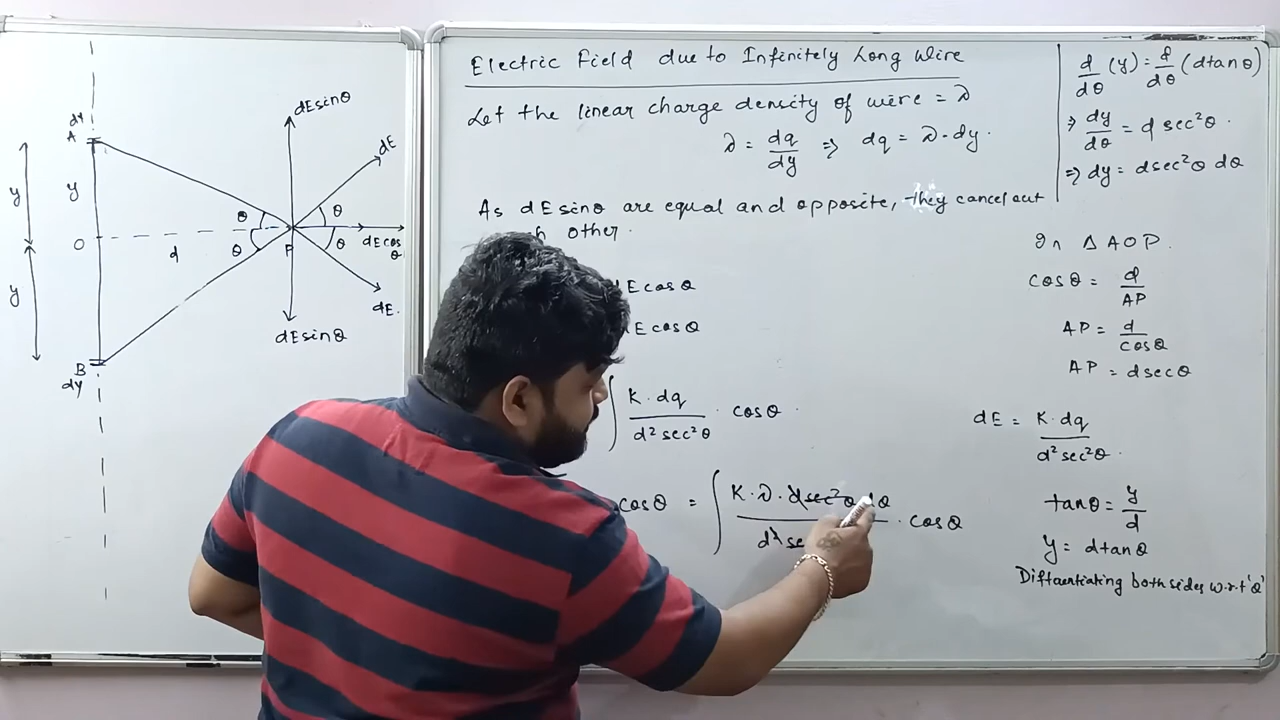 dy
A
y
y
O
d
y
B
dy
θ
θ
P
dEsinθ
dE
θ
θ
dEcos
θ
dE.
dEsinθ
Electric Field due to Infinitely Long Wire
Let the linear charge density of wire = λ
λ = dq/dy ⇒ dq = λ·dy.
As dEsinθ are equal and opposite, they cancel out
other.
Ecosθ
Ecosθ
∫ K·dq/d²sec²θ · cosθ
cosθ = ∫ K·λ·dsec²θ dθ/d²se · cosθ
d/dθ (y) = d/dθ (dtanθ)
⇒ dy/dθ = d sec²θ.
⇒ dy = dsec²θ dθ
In Δ AOP.
cosθ = d/AP
AP = d/cosθ
AP = dsecθ
dE = K·dq/d²sec²θ.
tanθ = y/d
y = dtanθ
Diffrentiating both sides w.r.t 'θ'